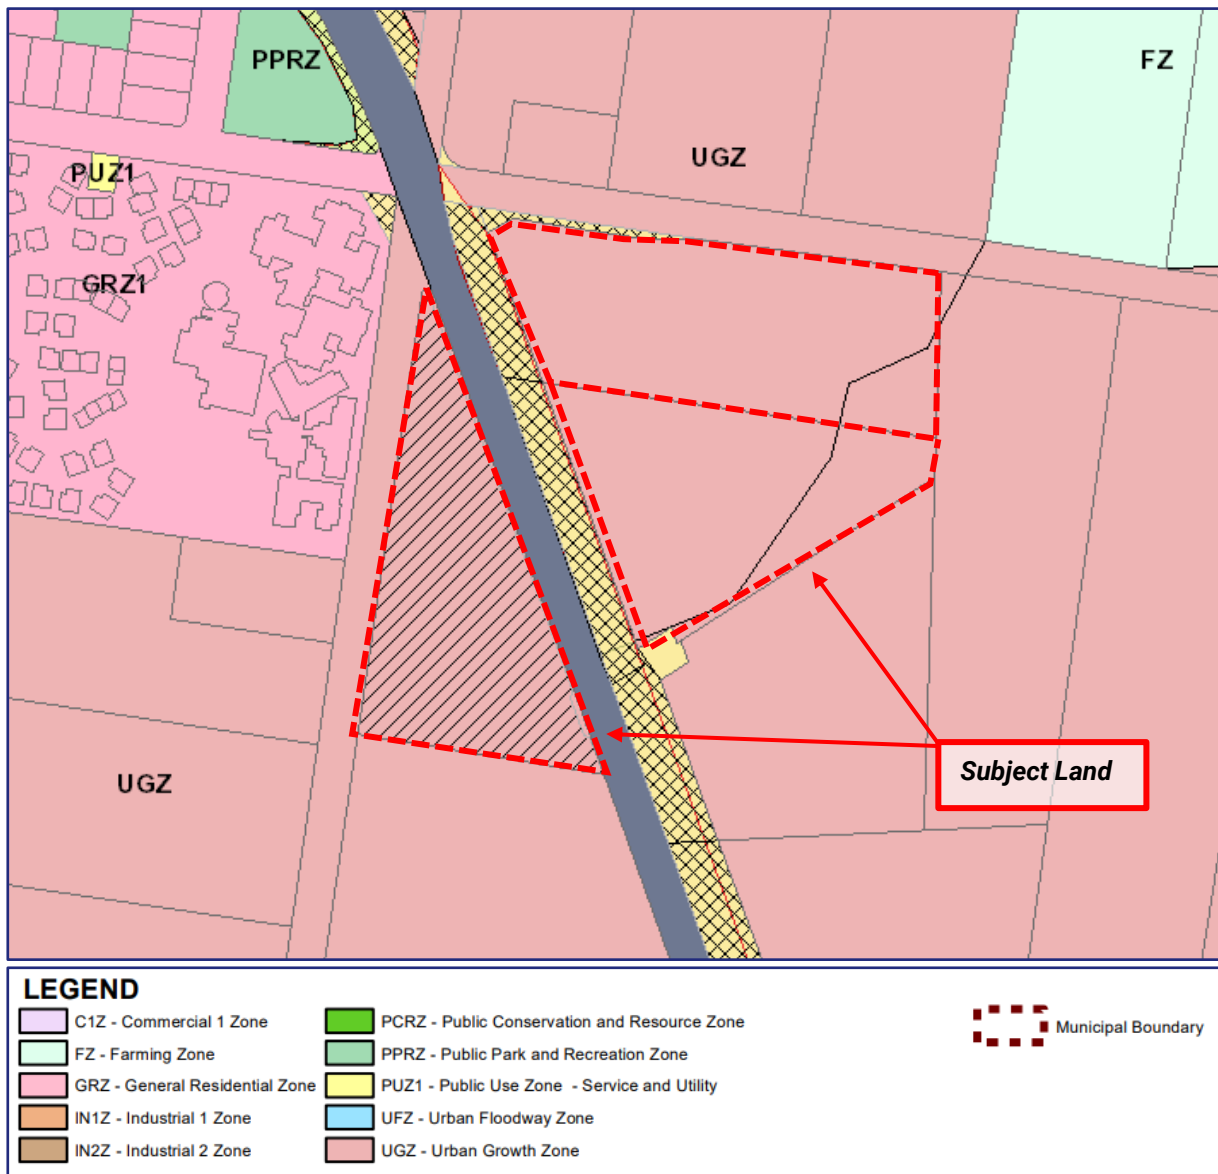 PPRZ
FZ
UGZ
PUZ1
GRZ1
UGZ
Subject Land
LEGEND
C1Z - Commercial 1 Zone
FZ - Farming Zone
GRZ - General Residential Zone
IN1Z - Industrial 1 Zone
IN2Z - Industrial 2 Zone
PCRZ - Public Conservation and Resource Zone
PPRZ - Public Park and Recreation Zone
PUZ1 - Public Use Zone - Service and Utility
UFZ - Urban Floodway Zone
UGZ - Urban Growth Zone
Municipal Boundary